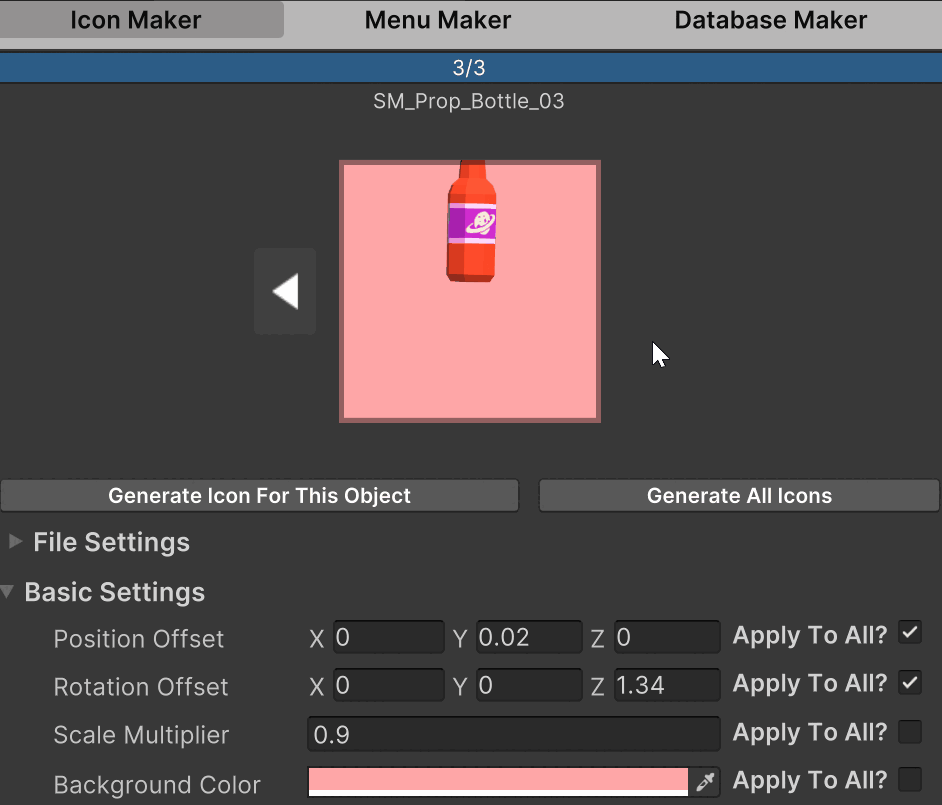 Icon Maker Menu Maker Database Maker
3/3
SM_Prop_Bottle_03
Generate Icon For This Object Generate All Icons
File Settings
Basic Settings
Position Offset X 0 Y 0.02 Z 0 Apply To All?
Rotation Offset X 0 Y 0 Z 1.34 Apply To All?
Scale Multiplier 0.9 Apply To All?
Background Color Apply To All?